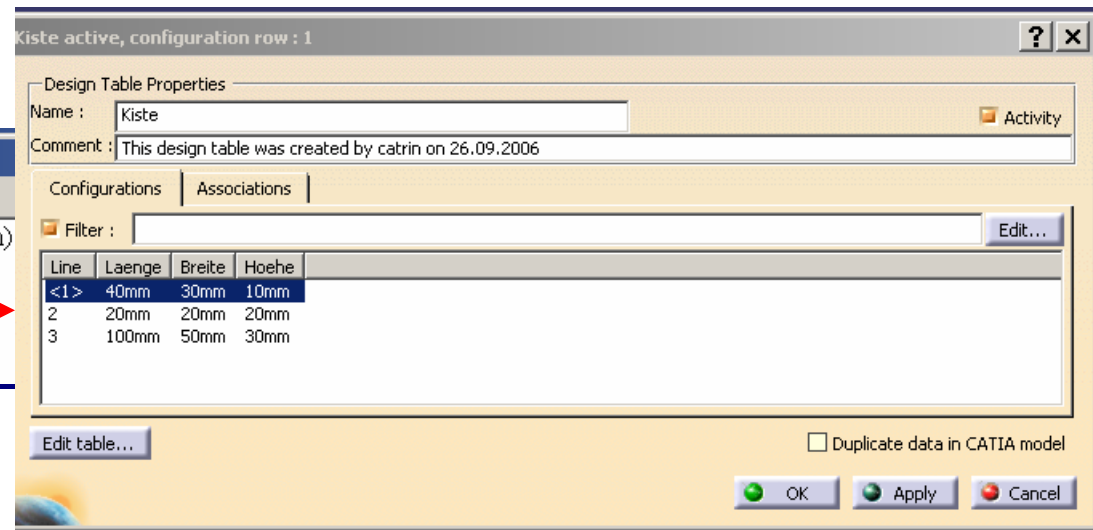 Kiste active, configuration row : 1
Design Table Properties
Name : Kiste
Activity
Comment : This design table was created by catrin on 26.09.2006
Configurations Associations
Filter : Edit...
Line Laenge Breite Hoehe
<1> 40mm 30mm 10mm
2 20mm 20mm 20mm
3 100mm 50mm 30mm
Edit table... Duplicate data in CATIA model
OK Apply Cancel